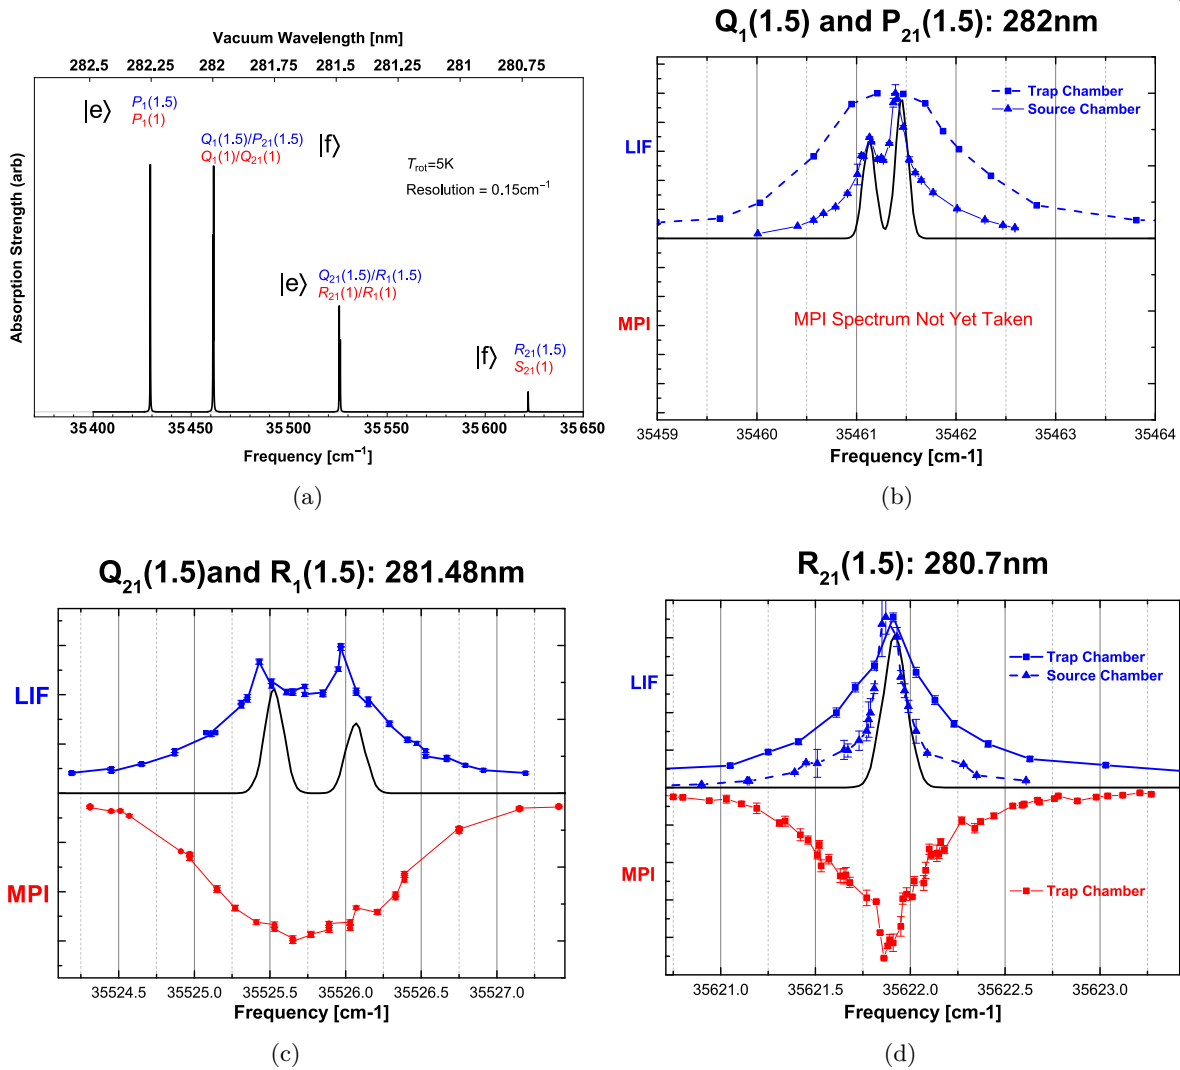 Vacuum Wavelength [nm]
282.5 282.25 282 281.75 281.5 281.25 281 280.75
|e⟩ P₁(1.5)
P₁(1)
Q₁(1.5)/P₂₁(1.5) |f⟩
Q₁(1)/Q₂₁(1)
T_rot=5K
Resolution = 0.15cm⁻¹
|e⟩ Q₂₁(1.5)/R₁(1.5)
R₂₁(1)/R₁(1)
|f⟩ R₂₁(1.5)
S₂₁(1)
Absorption Strength (arb)
35400 35450 35500 35550 35600 35650
Frequency [cm⁻¹]
(a)
Q₁(1.5) and P₂₁(1.5): 282nm
Trap Chamber
Source Chamber
LIF
MPI
MPI Spectrum Not Yet Taken
35459 35460 35461 35462 35463 35464
Frequency [cm-1]
(b)
Q₂₁(1.5)and R₁(1.5): 281.48nm
LIF
MPI
35524.5 35525.0 35525.5 35526.0 35526.5 35527.0
Frequency [cm-1]
(c)
R₂₁(1.5): 280.7nm
Trap Chamber
Source Chamber
LIF
MPI
Trap Chamber
35621.0 35621.5 35622.0 35622.5 35623.0
Frequency [cm-1]
(d)